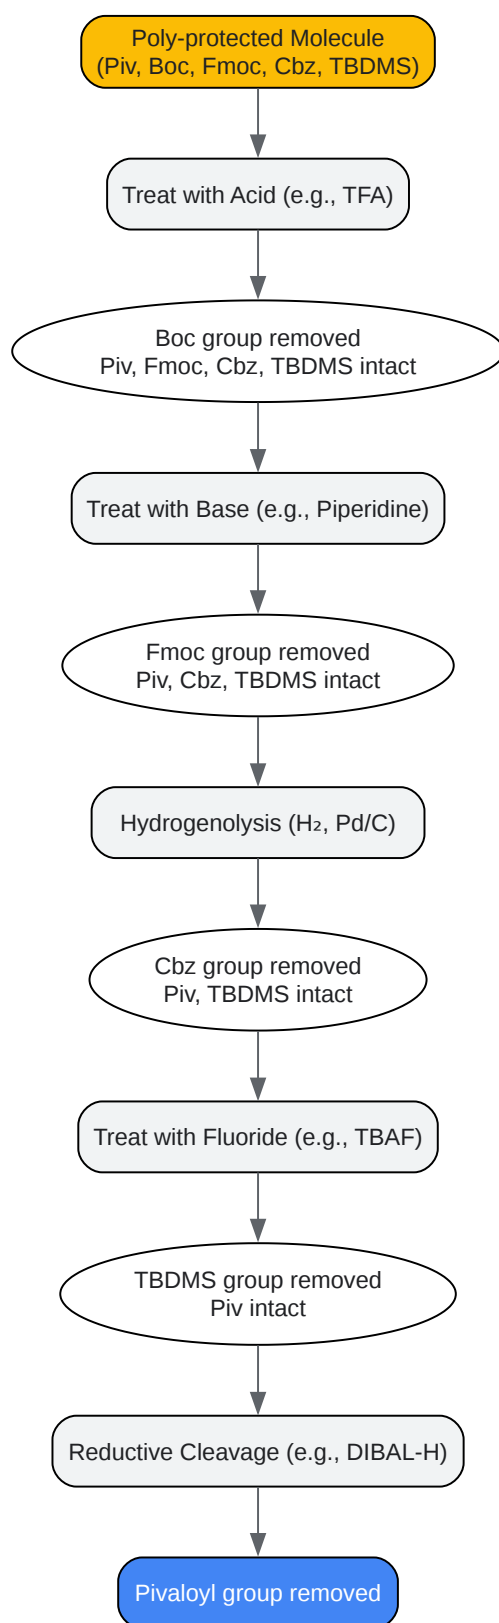 Poly-protected Molecule
(Piv, Boc, Fmoc, Cbz, TBDMS)
Treat with Acid (e.g., TFA)
Boc group removed
Piv, Fmoc, Cbz, TBDMS intact
Treat with Base (e.g., Piperidine)
Fmoc group removed
Piv, Cbz, TBDMS intact
Hydrogenolysis (H₂, Pd/C)
Cbz group removed
Piv, TBDMS intact
Treat with Fluoride (e.g., TBAF)
TBDMS group removed
Piv intact
Reductive Cleavage (e.g., DIBAL-H)
Pivaloyl group removed